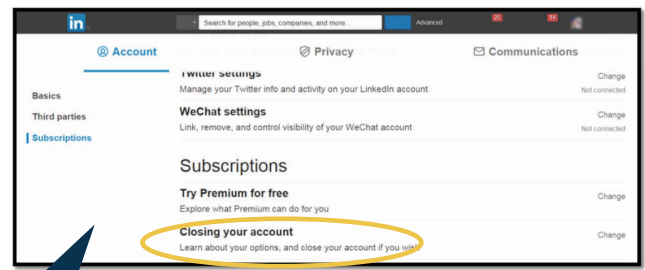 in
Search for people, jobs, companies, and more...
Advanced
Account
Privacy
Communications
Twitter settings
Change
Manage your Twitter info and activity on your LinkedIn account
Not connected
Basics
Third parties
Subscriptions
WeChat settings
Change
Link, remove, and control visibility of your WeChat account
Not connected
Subscriptions
Try Premium for free
Change
Explore what Premium can do for you
Closing your account
Change
Learn about your options, and close your account if you wish